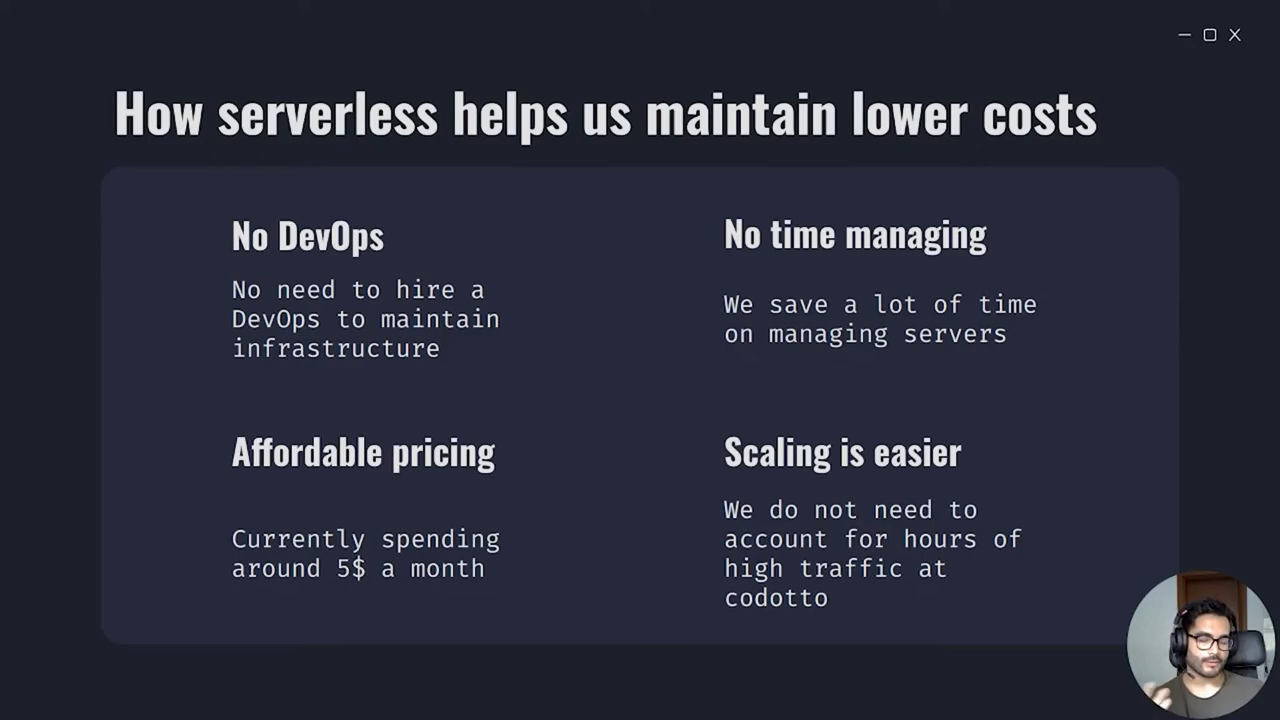 How serverless helps us maintain lower costs
No DevOps
No need to hire a
DevOps to maintain
infrastructure
No time managing
We save a lot of time
on managing servers
Affordable pricing
Currently spending
around 5$ a month
Scaling is easier
We do not need to
account for hours of
high traffic at
codotto